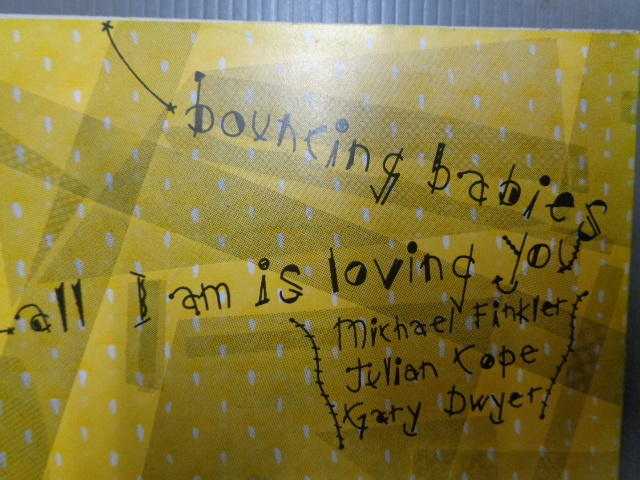 bouncing babies
all I am is loving you
Michael Finkler
Julian Cope
Gary Dwyer